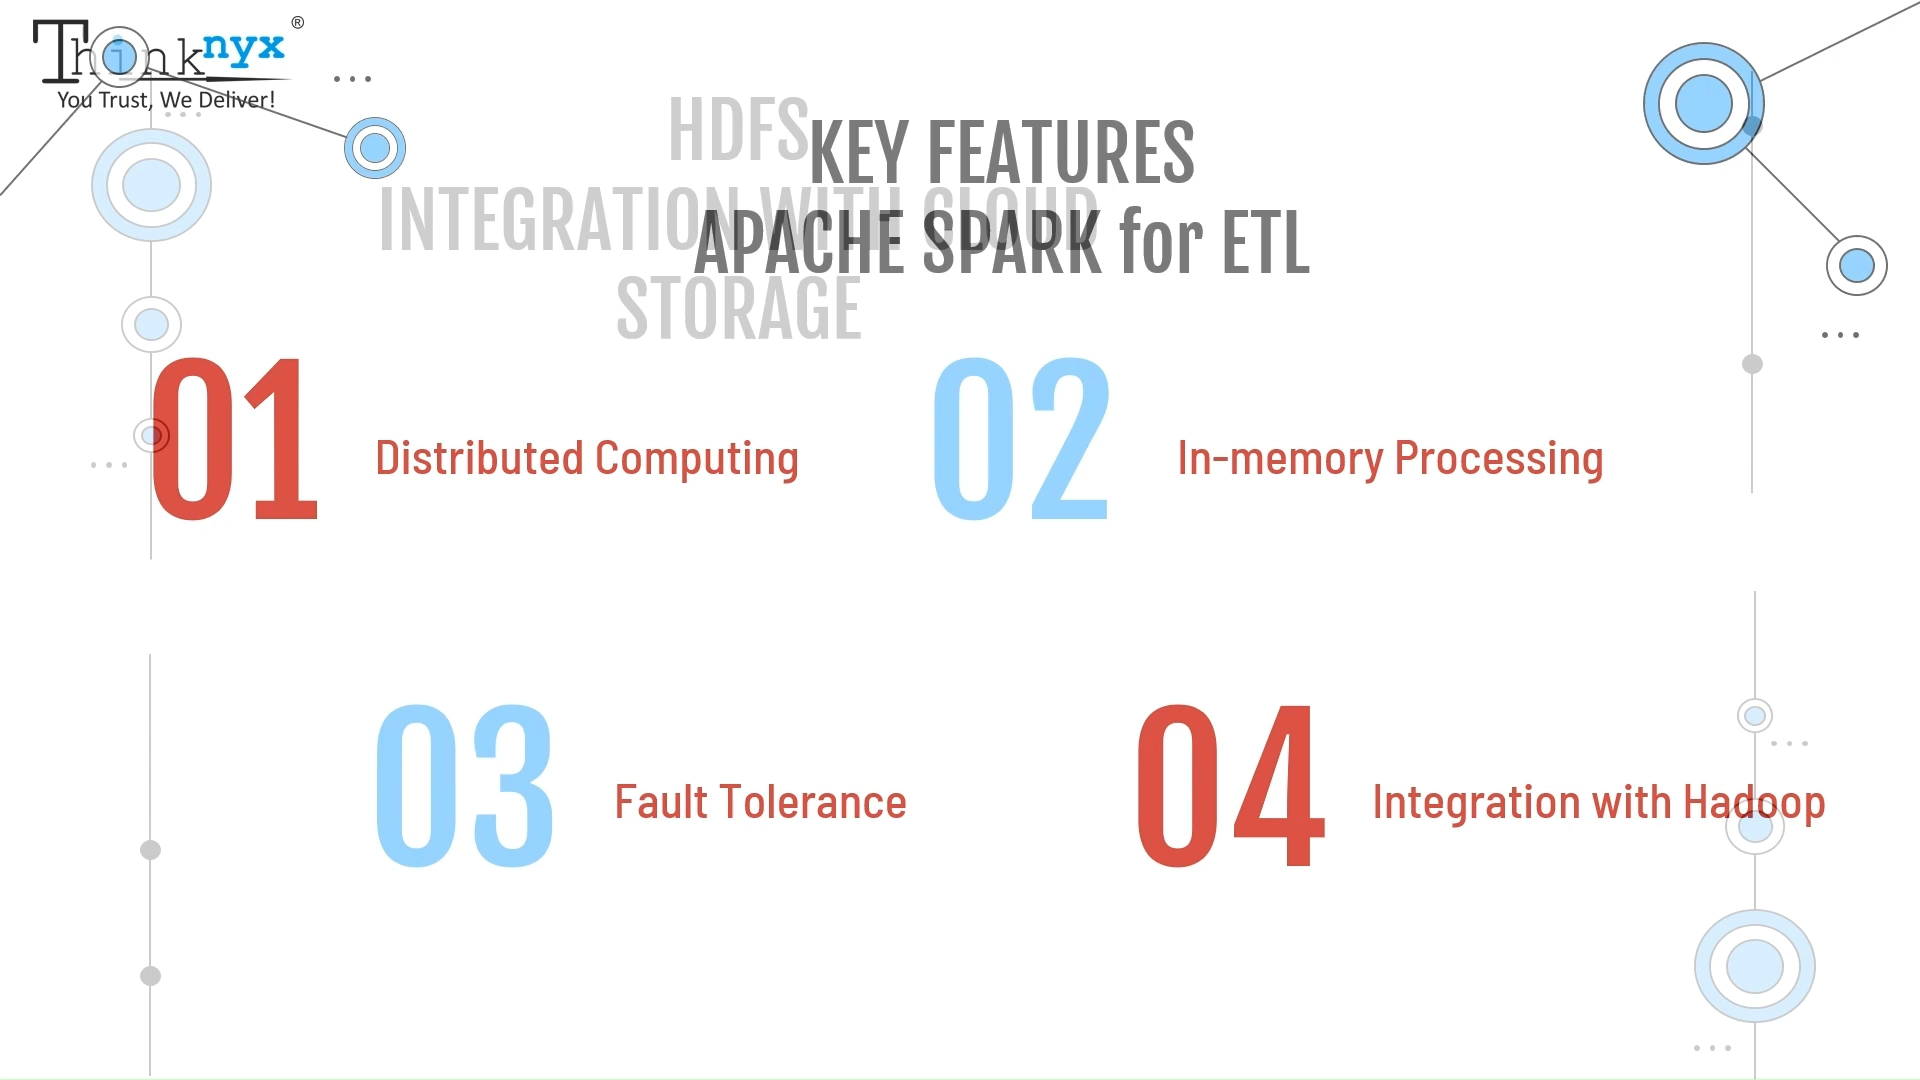 Thinknyx®
You Trust, We Deliver!
HDFS
INTEGRATION WITH CLOUD
STORAGE
KEY FEATURES
APACHE SPARK for ETL
01
Distributed Computing
02
In-memory Processing
03
Fault Tolerance
04
Integration with Hadoop